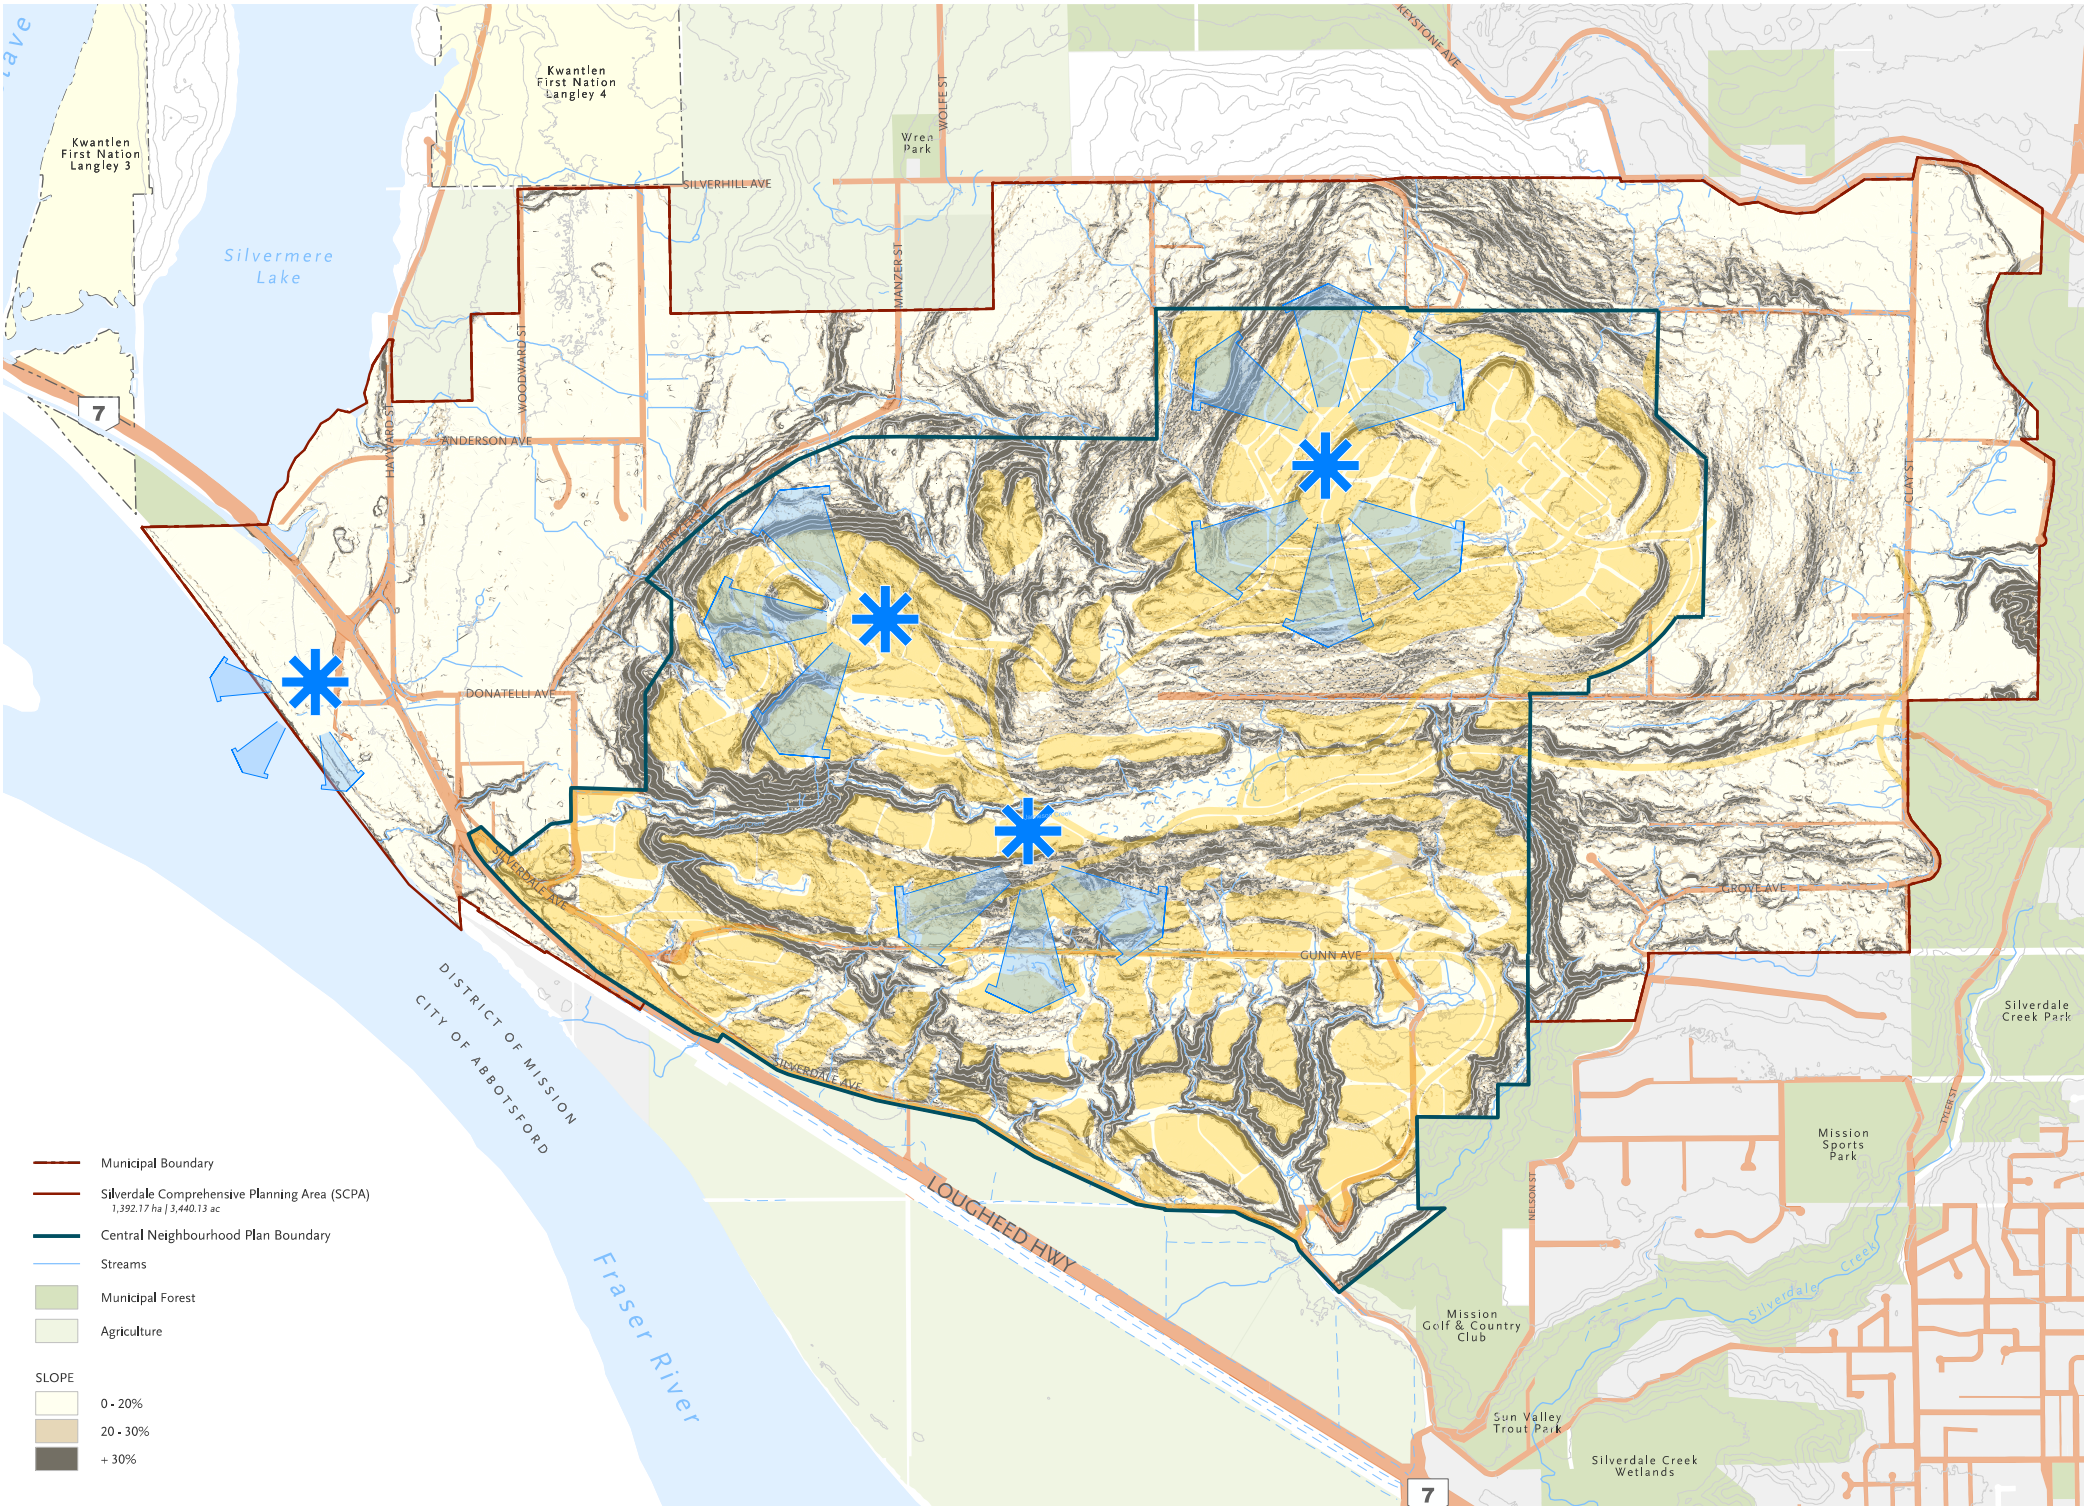 Kwantlen
First Nation
Langley 4
KEYSTONE AVE
Kwantlen
First Nation
Langley 3
WOLFE ST
Wren
Park
SILVERHILL AVE
Silvermere
Lake
MANZER ST
WOODWARD ST
7
HAYWARD ST
ANDERSON AVE
CLAY ST
DONATELLI AVE
SILVERDALE AVE
GROVE AVE
GUNN AVE
DISTRICT OF MISSION
CITY OF ABBOTSFORD
Silverdale
Creek Park
SILVERDALE AVE
TYLER ST
Mission
Sports
Park
NELSON ST
LOUGHEED HWY
Fraser River
Silverdale Creek
Mission
Golf & Country
Club
Sun Valley
Trout Park
Silverdale Creek
Wetlands
7
Municipal Boundary
Silverdale Comprehensive Planning Area (SCPA)
1,392.17 ha | 3,440.13 ac
Central Neighbourhood Plan Boundary
Streams
Municipal Forest
Agriculture
SLOPE
0 - 20%
20 - 30%
+ 30%